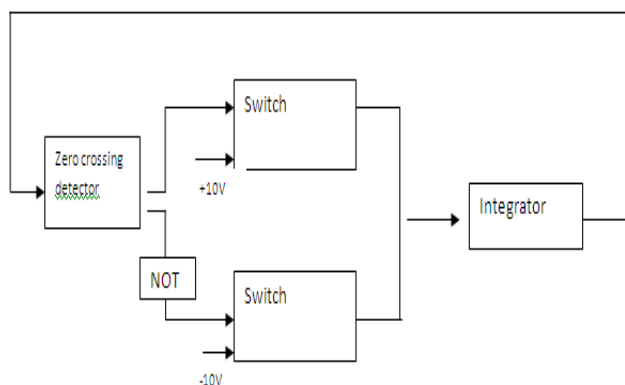 Switch
Zero crossing
detector
+10V
Integrator
NOT
Switch
-10V